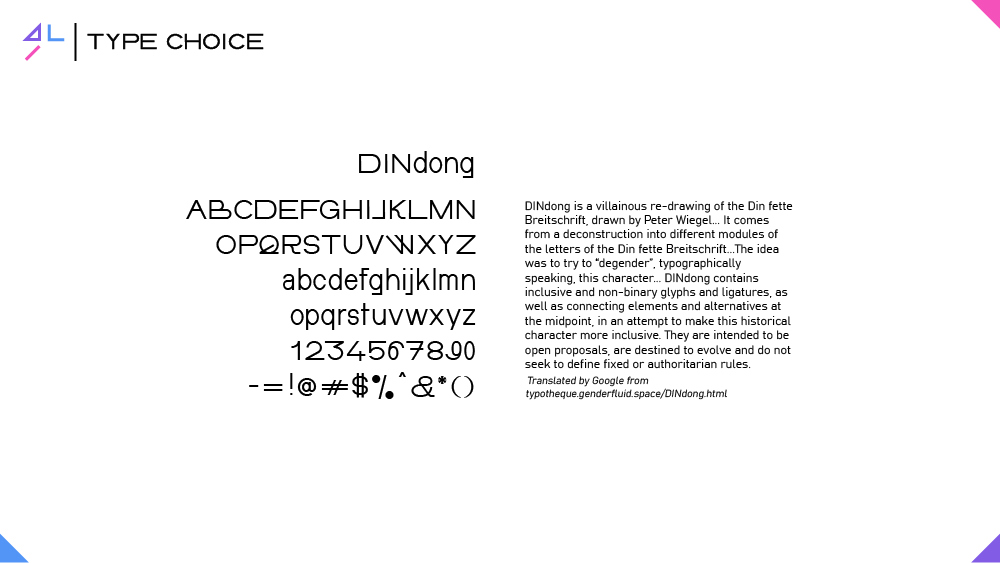 TYPE CHOICE
DINdong
ABCDEFGHIJKLMN
OPQRSTUVWXYZ
abcdefghijklmn
opqrstuvwxyz
1234567890
-=!@#$%^&*()
DINdong is a villainous re-drawing of the Din fette
Breitschrift, drawn by Peter Wiegel... It comes
from a deconstruction into different modules of
the letters of the Din fette Breitschrift...The idea
was to try to “degender”, typographically
speaking, this character... DINdong contains
inclusive and non-binary glyphs and ligatures, as
well as connecting elements and alternatives at
the midpoint, in an attempt to make this historical
character more inclusive. They are intended to be
open proposals, are destined to evolve and do not
seek to define fixed or authoritarian rules.
Translated by Google from
typotheque.genderfluid.space/DINdong.html